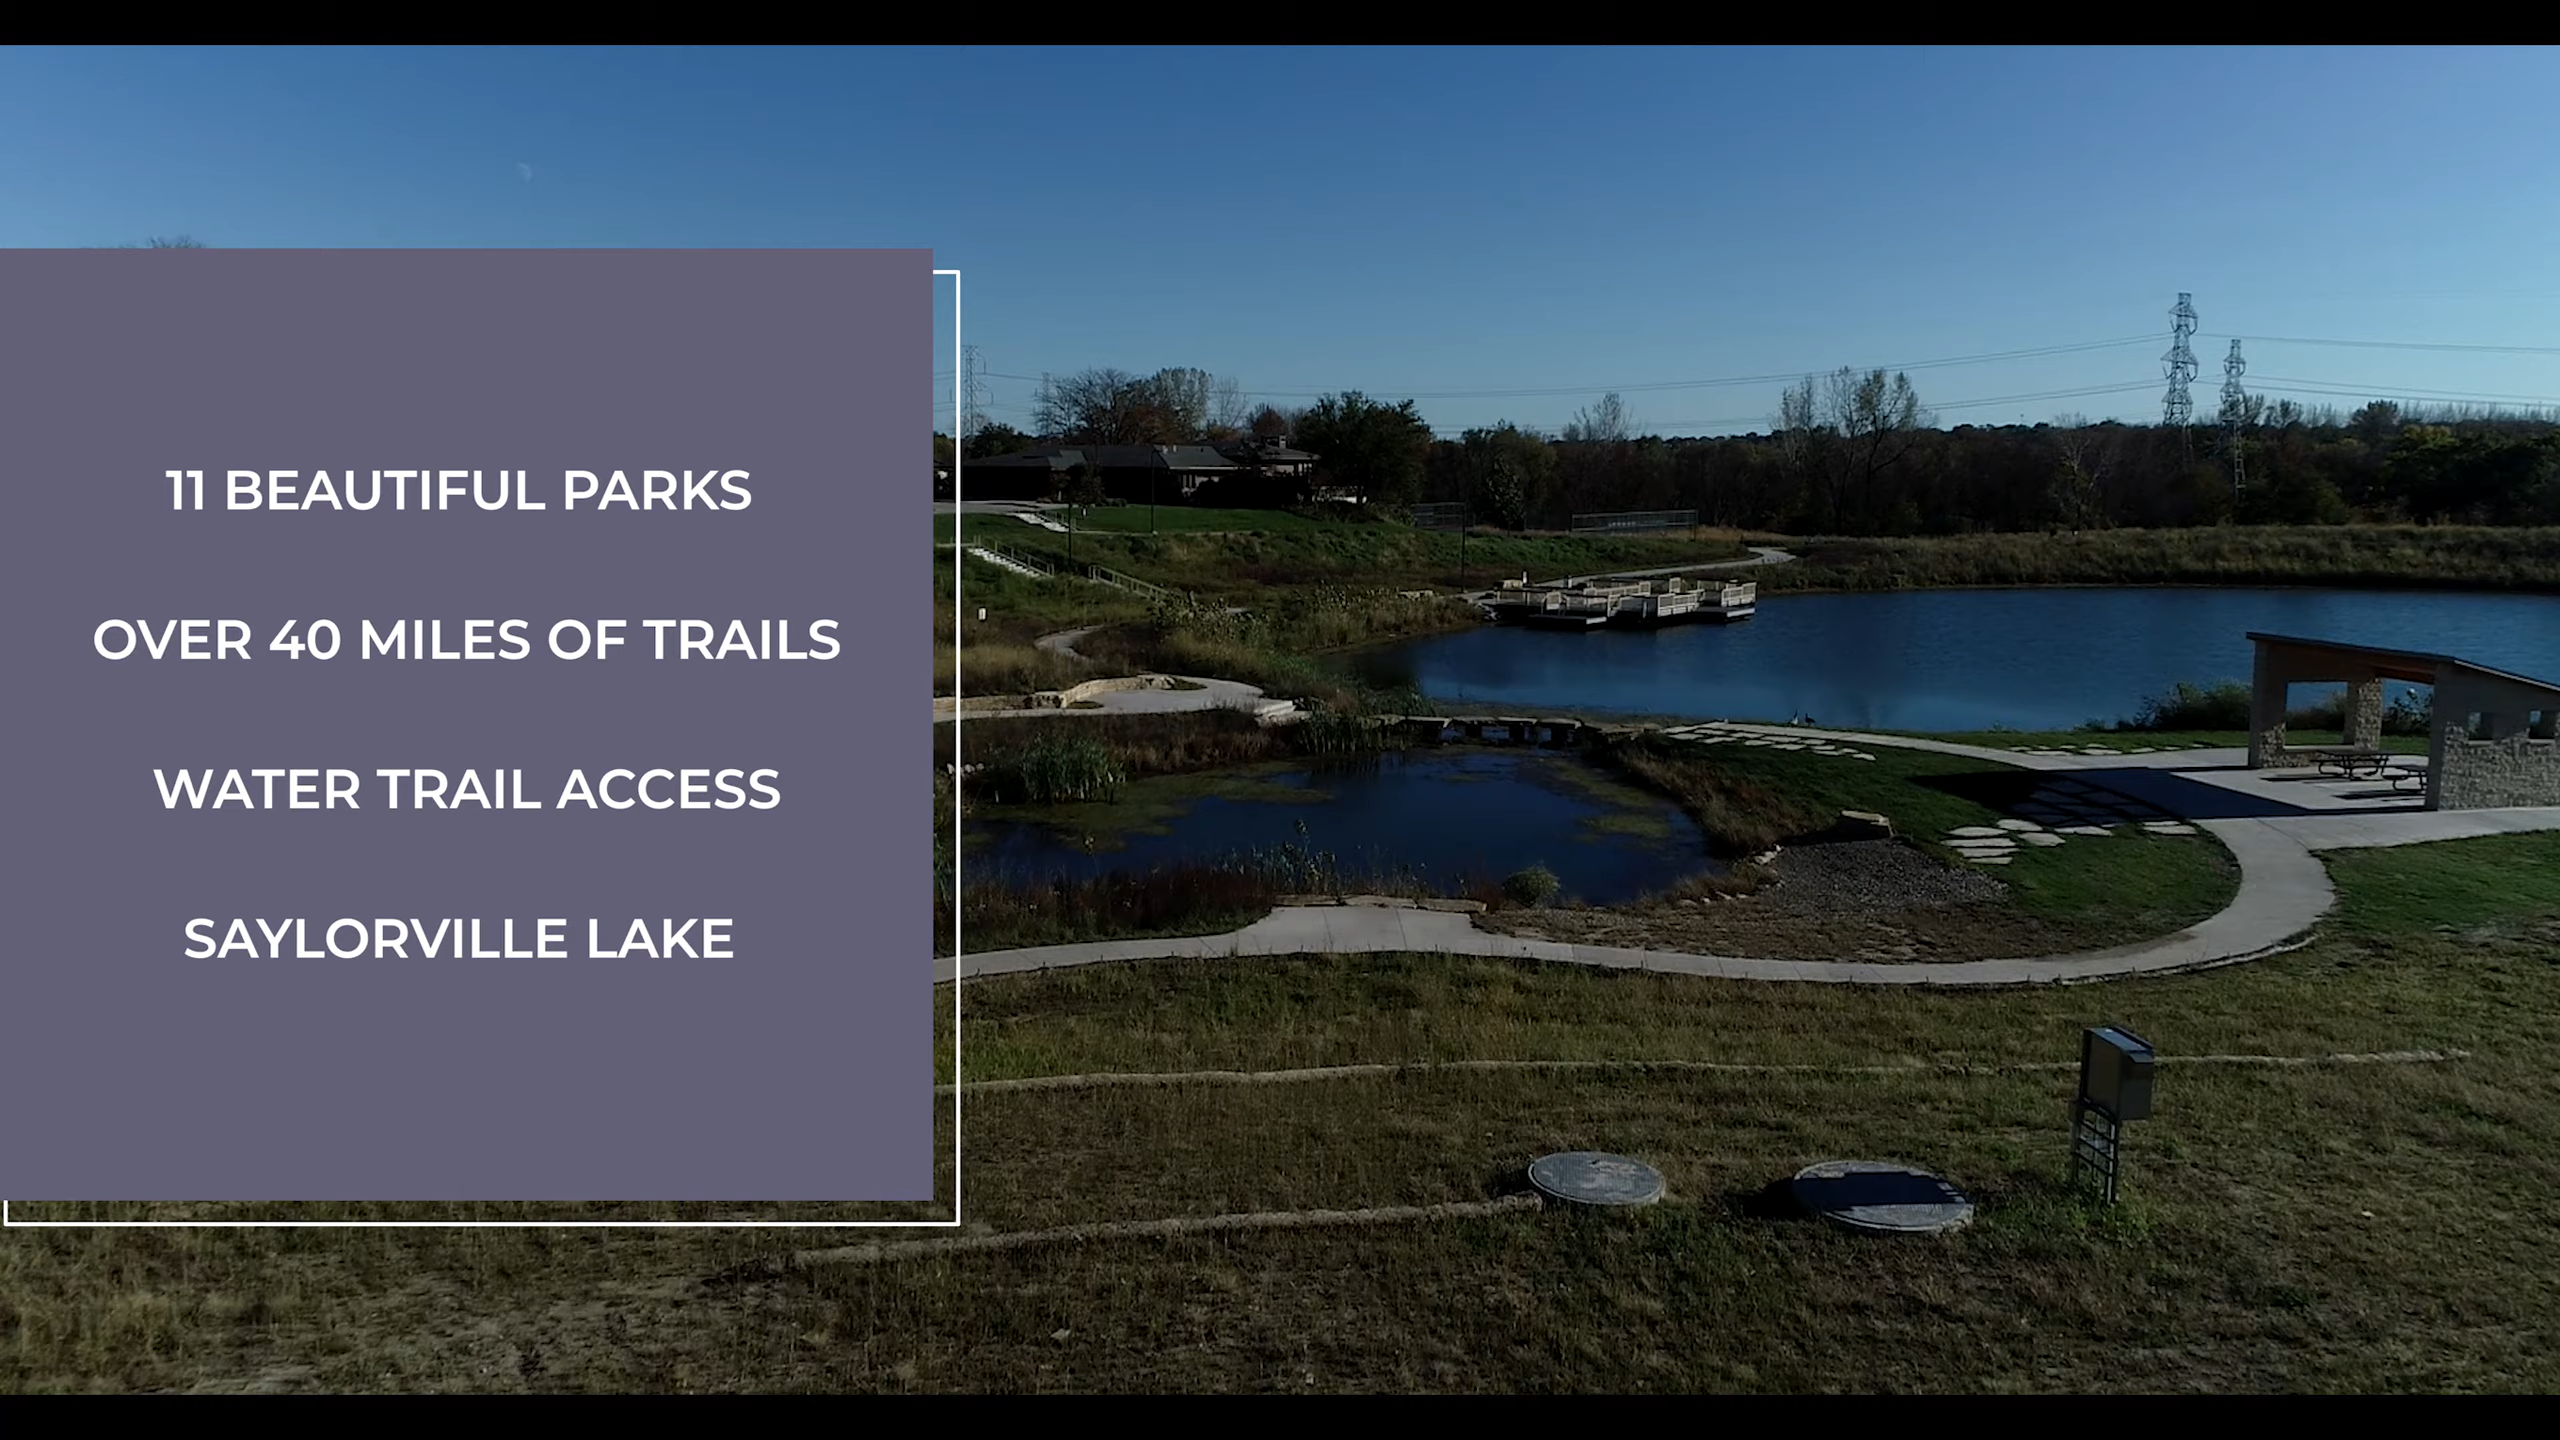 11 BEAUTIFUL PARKS
OVER 40 MILES OF TRAILS
WATER TRAIL ACCESS
SAYLORVILLE LAKE